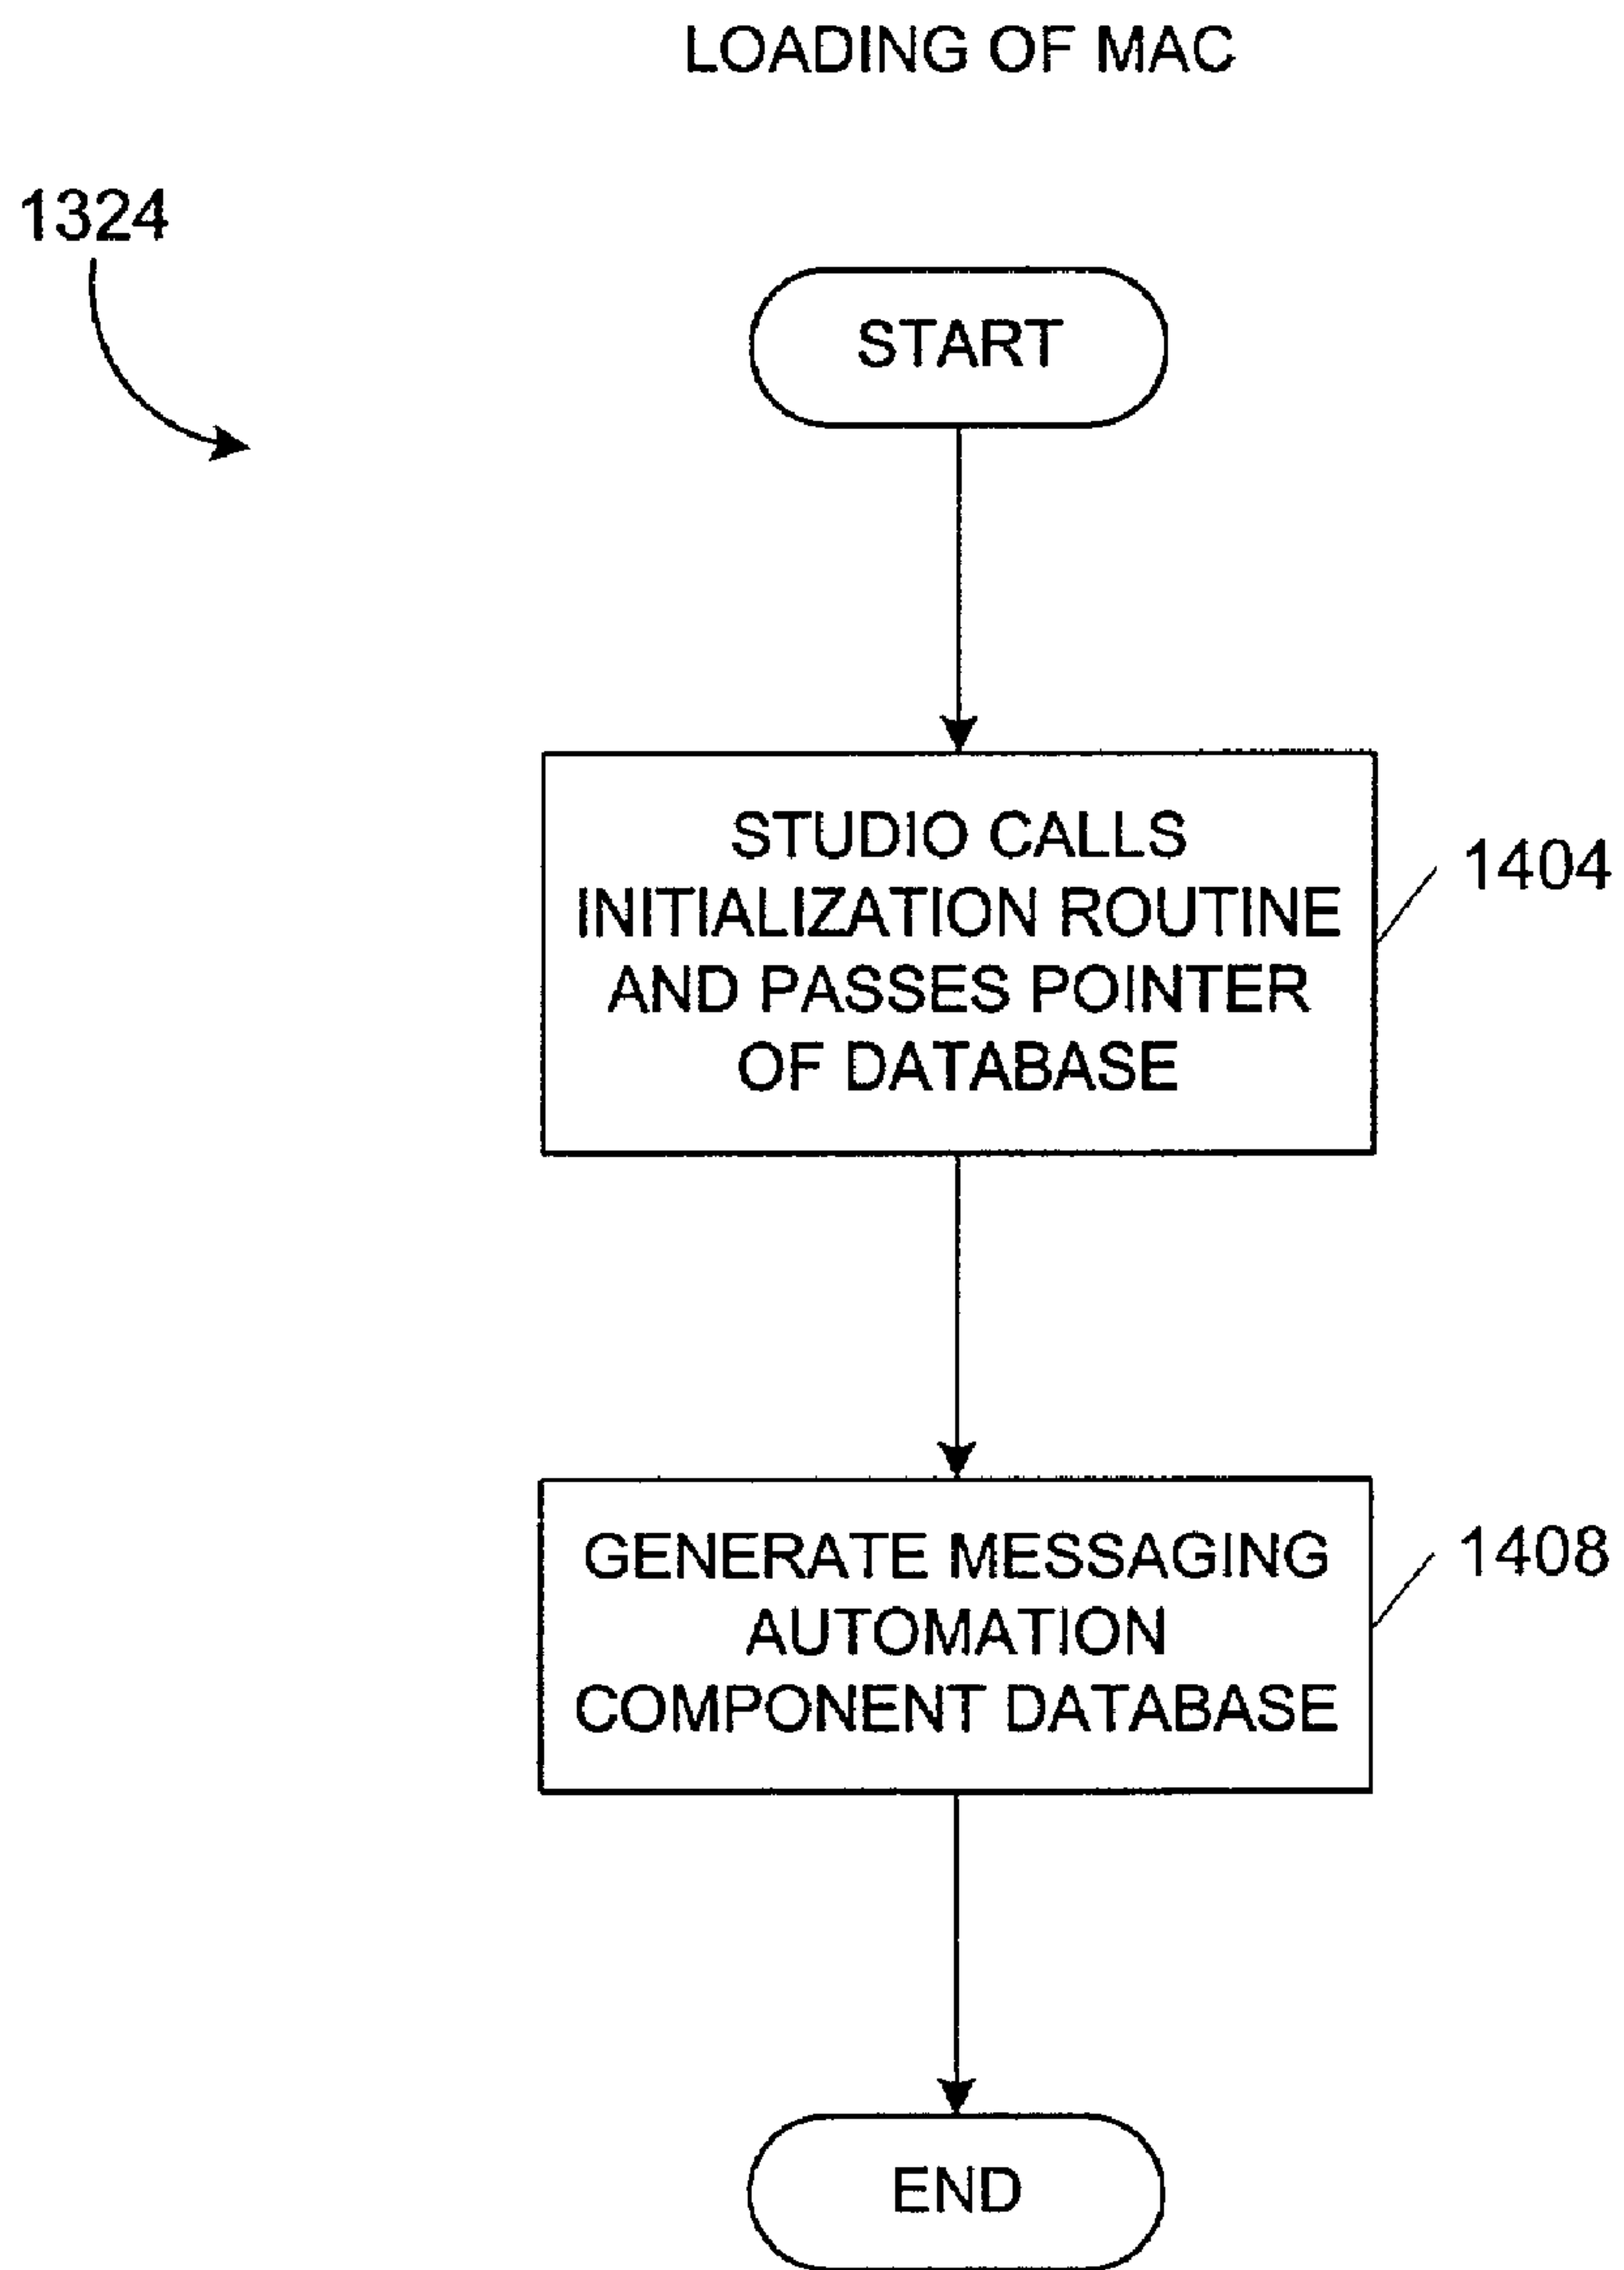 LOADING OF MAC
1324
START
STUDIO CALLS
INITIALIZATION ROUTINE
AND PASSES POINTER
OF DATABASE
1404
GENERATE MESSAGING
AUTOMATION
COMPONENT DATABASE
1408
END